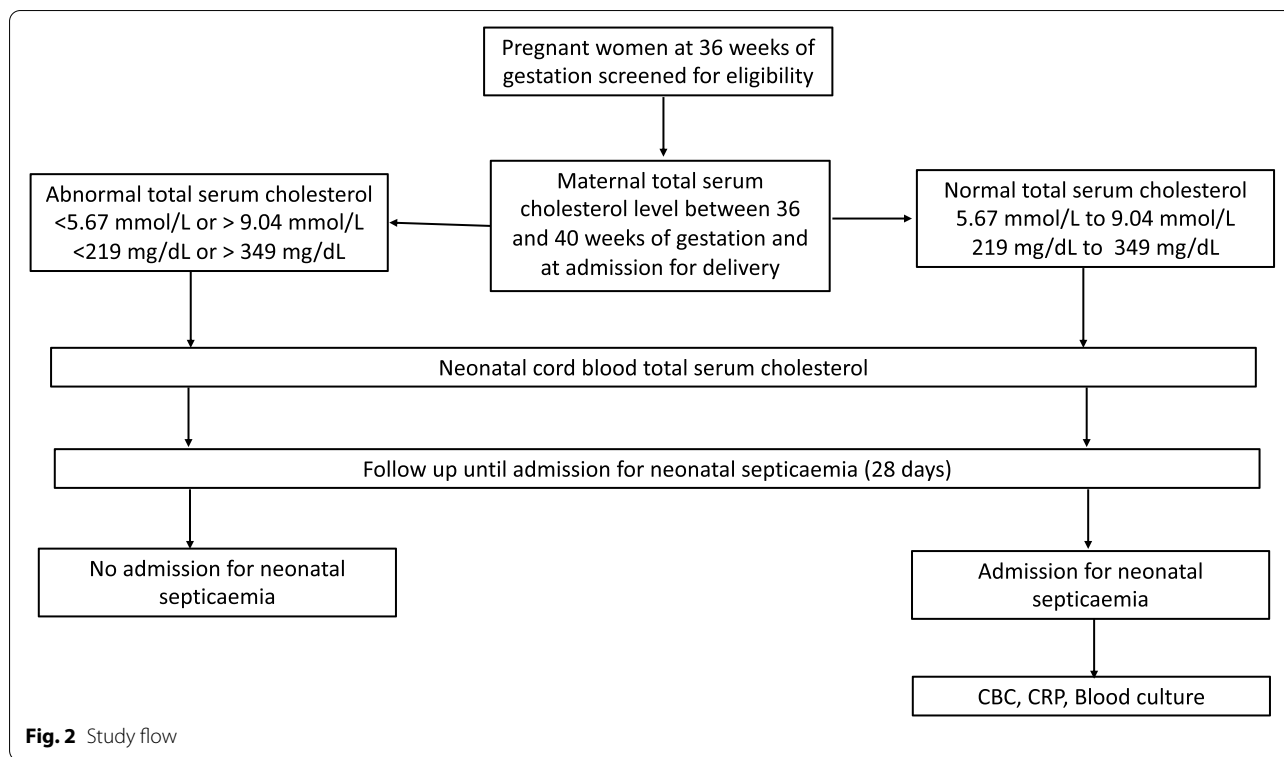 Pregnant women at 36 weeks of
gestation screened for eligibility
Abnormal total serum cholesterol
<5.67 mmol/L or > 9.04 mmol/L
<219 mg/dL or > 349 mg/dL
Maternal total serum
cholesterol level between 36
and 40 weeks of gestation and
at admission for delivery
Normal total serum cholesterol
5.67 mmol/L to 9.04 mmol/L
219 mg/dL to 349 mg/dL
Neonatal cord blood total serum cholesterol
Follow up until admission for neonatal septicaemia (28 days)
No admission for neonatal
septicaemia
Admission for neonatal
septicaemia
CBC, CRP, Blood culture
Fig. 2 Study flow